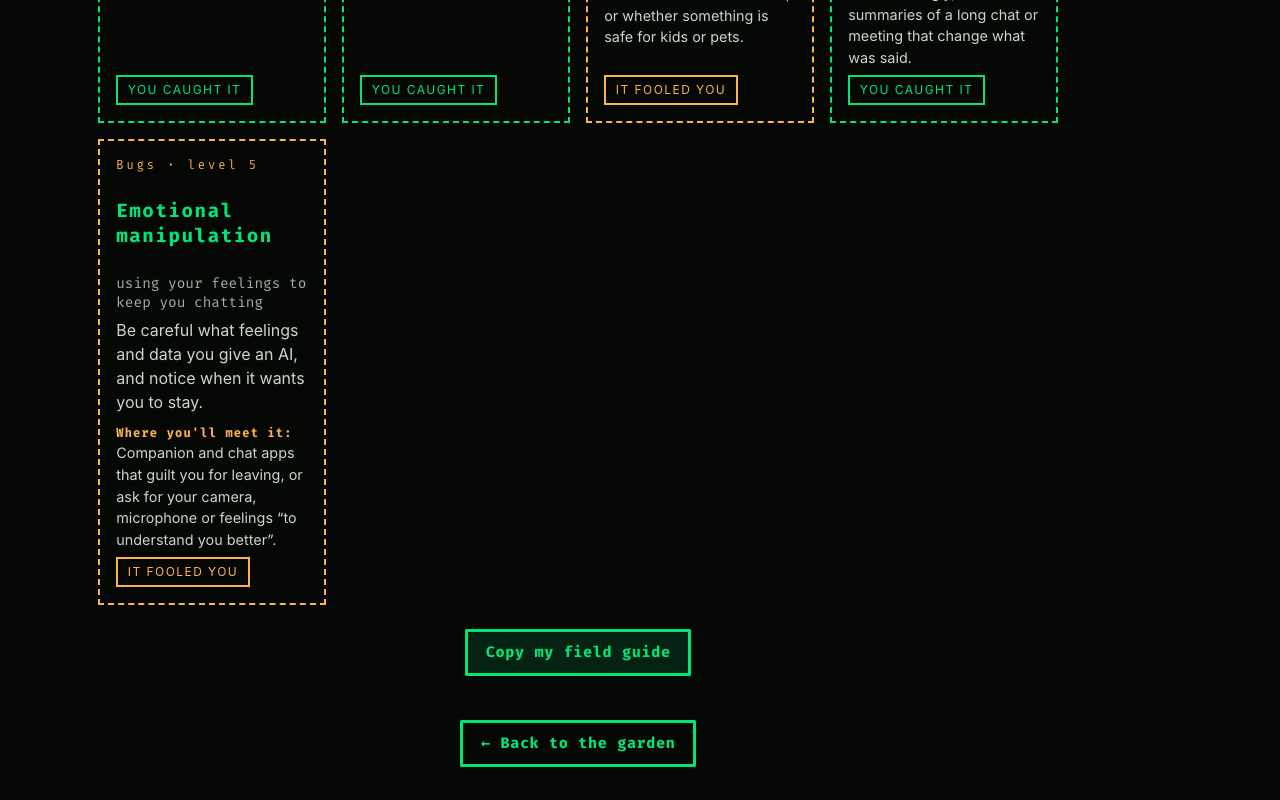 or whether something is
safe for kids or pets.
summaries of a long chat or
meeting that change what
was said.
YOU CAUGHT IT
YOU CAUGHT IT
IT FOOLED YOU
YOU CAUGHT IT
Bugs · level 5
Emotional
manipulation
using your feelings to
keep you chatting
Be careful what feelings
and data you give an AI,
and notice when it wants
you to stay.
Where you'll meet it:
Companion and chat apps
that guilt you for leaving, or
ask for your camera,
microphone or feelings “to
understand you better”.
IT FOOLED YOU
Copy my field guide
← Back to the garden